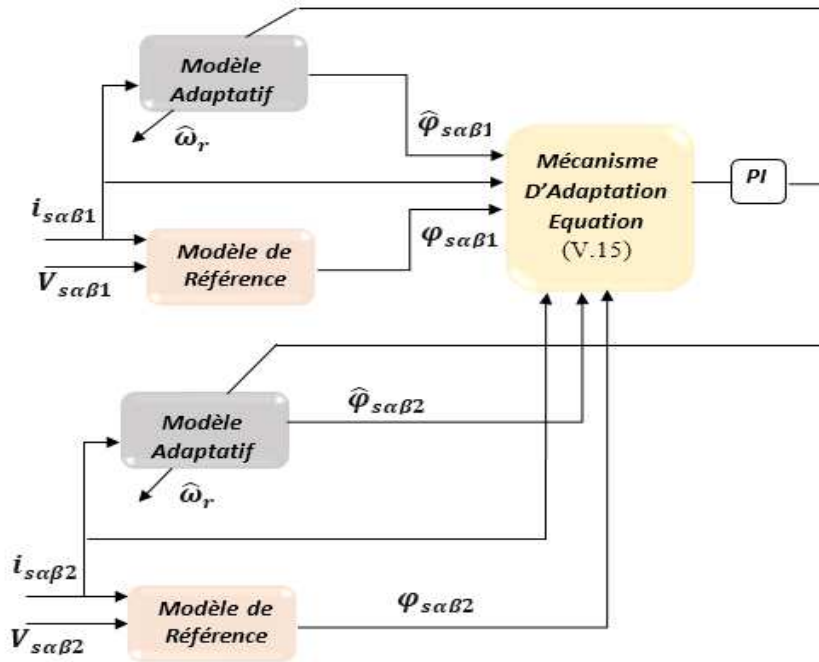 Modèle
Adaptatif
ω̂ᵣ
φ̂ₛαβ1
iₛαβ1
Vₛαβ1
Modèle de
Référence
φₛαβ1
Mécanisme
D'Adaptation
Equation
(V.15)
PI
Modèle
Adaptatif
ω̂ᵣ
φ̂ₛαβ2
iₛαβ2
Vₛαβ2
Modèle de
Référence
φₛαβ2